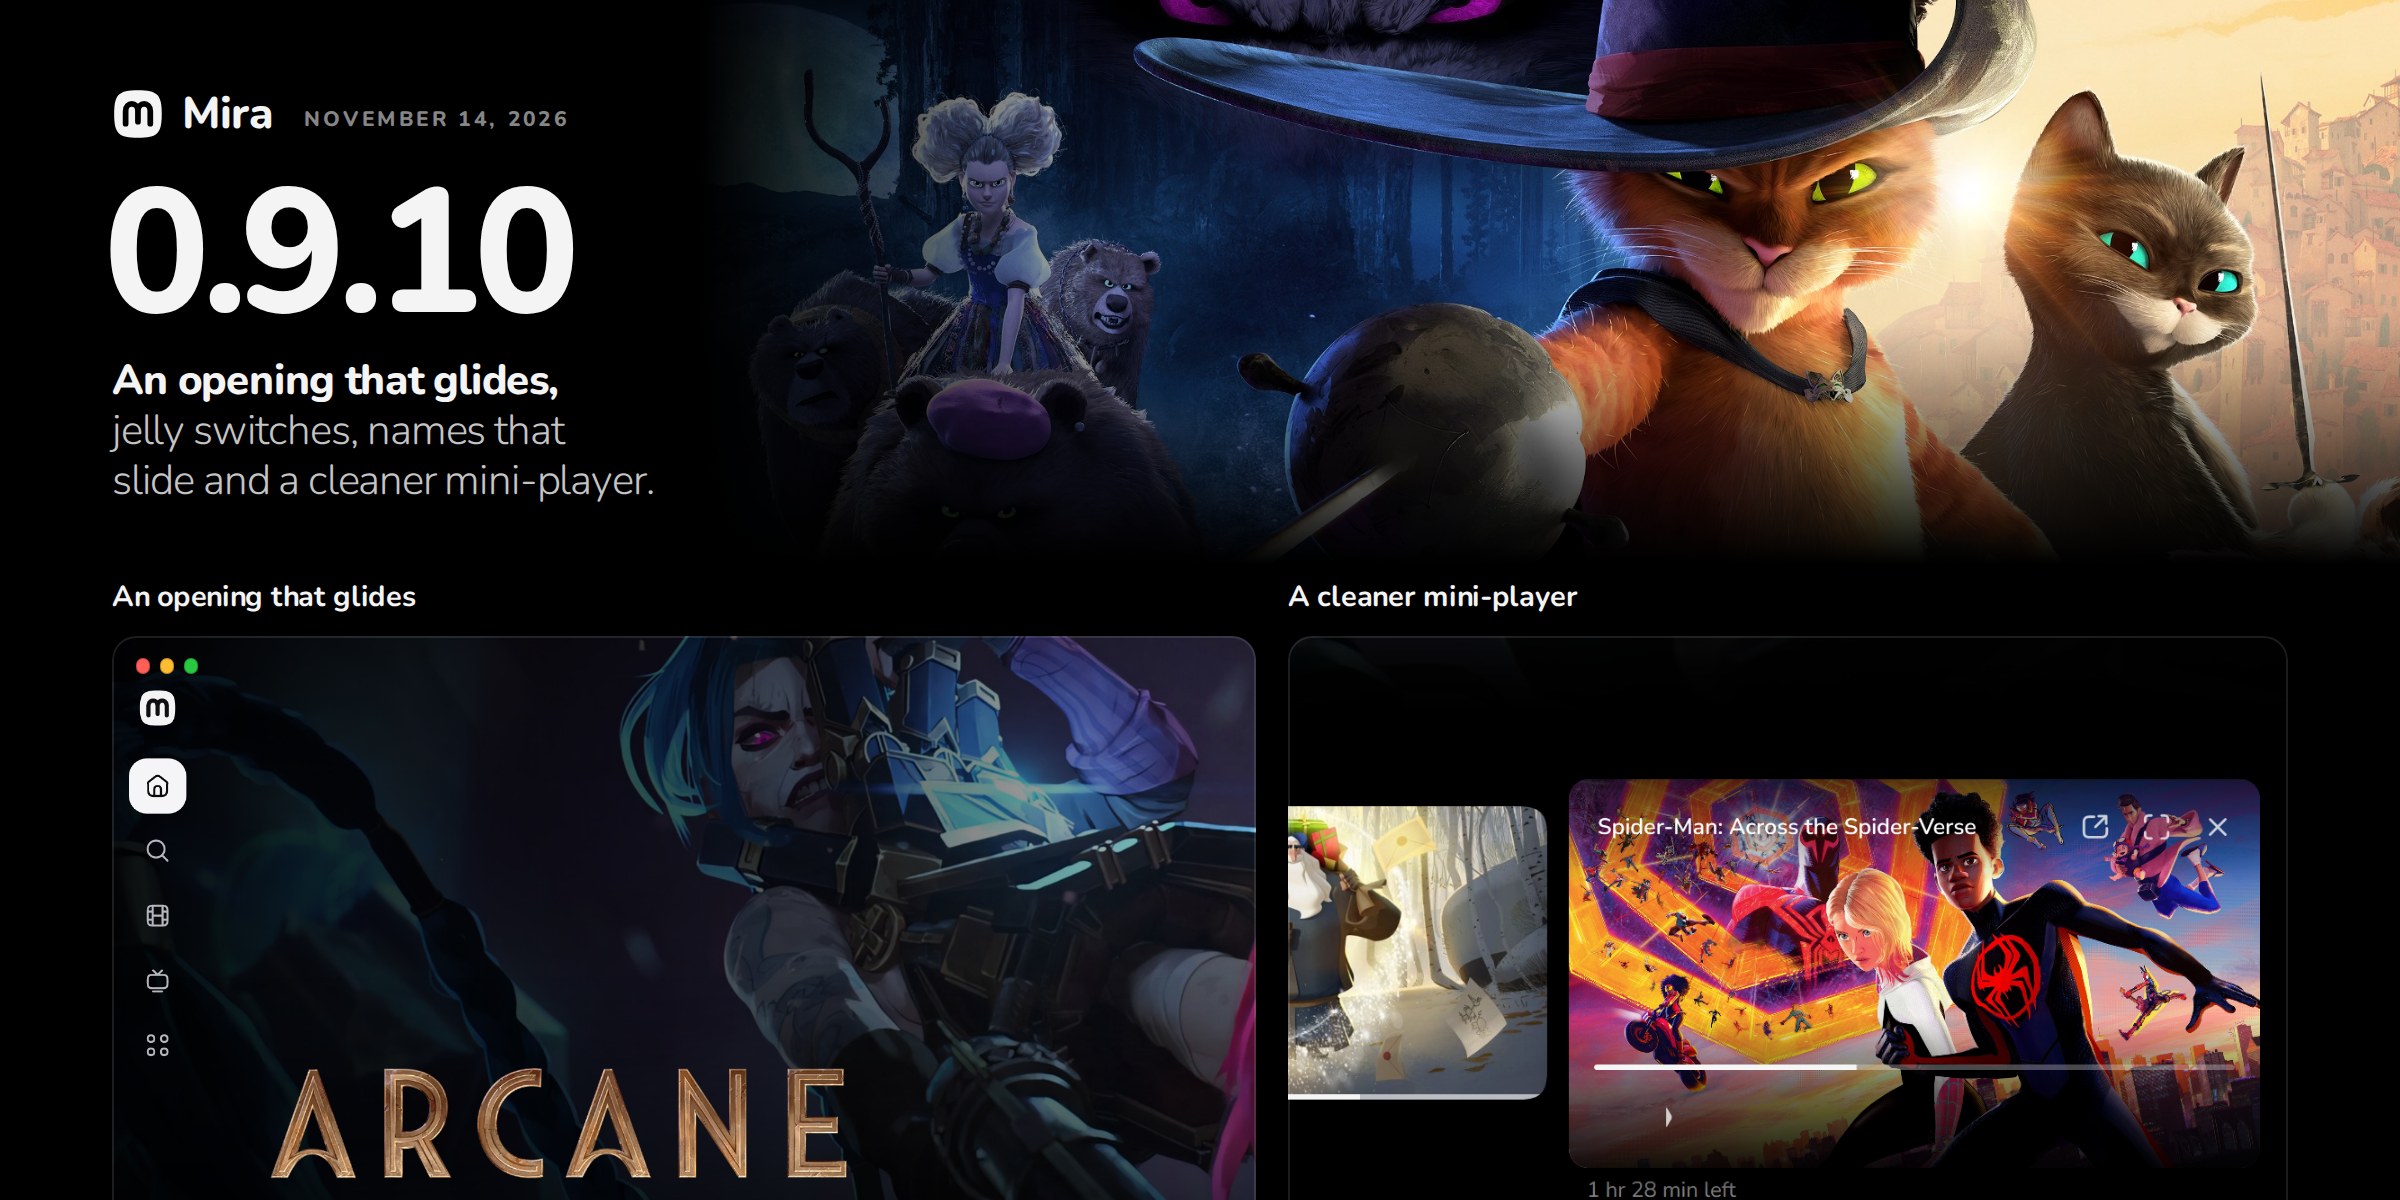 Mira NOVEMBER 14, 2026
0.9.10
An opening that glides,
jelly switches, names that
slide and a cleaner mini-player.
An opening that glides
A cleaner mini-player
ARCANE
Spider-Man: Across the Spider-Verse
1 hr 28 min left